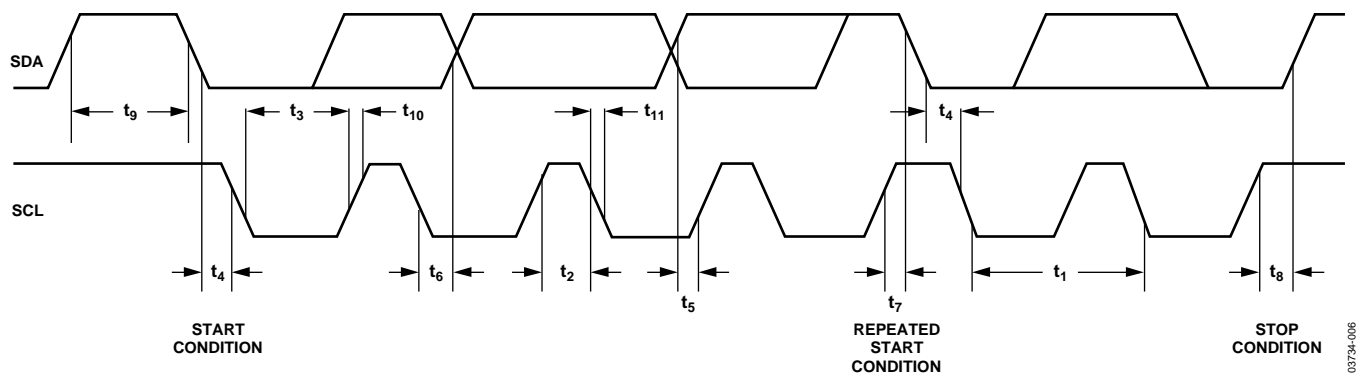 SDA
t9
t3
t10
t11
t4
SCL
t4
t6
t2
t5
t7
t1
t8
START
CONDITION
REPEATED
START
CONDITION
STOP
CONDITION
03734-006